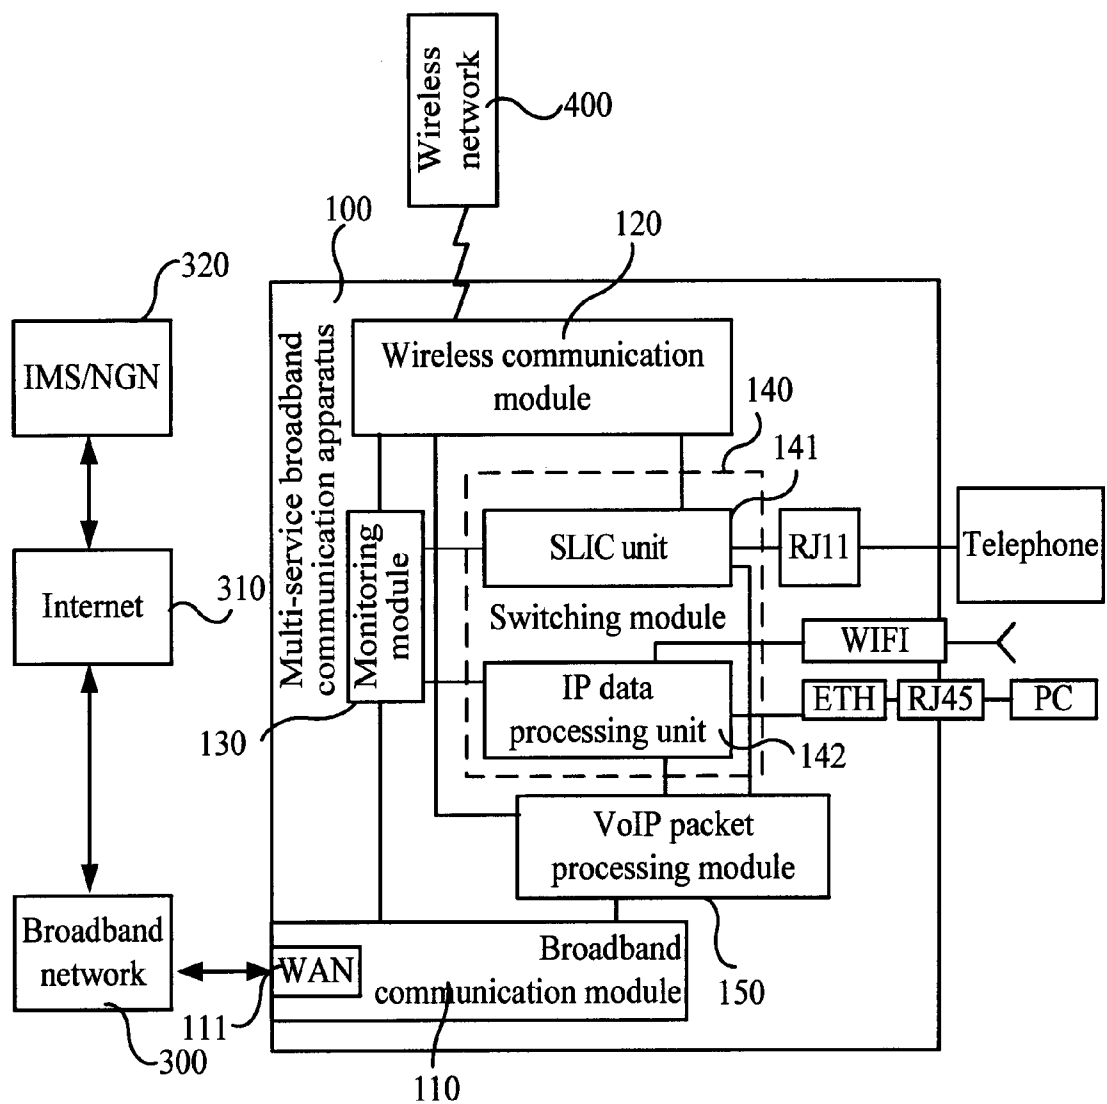 Wireless
network
400
100
120
320
Multi-service broadband
communication apparatus
Wireless communication
module
IMS/NGN
140
141
Monitoring
module
SLIC unit
RJ11
Telephone
Internet
310
Switching module
WIFI
IP data
processing unit
ETH
RJ45
PC
130
142
VoIP packet
processing module
Broadband
network
WAN
Broadband
communication module
150
111
300
110